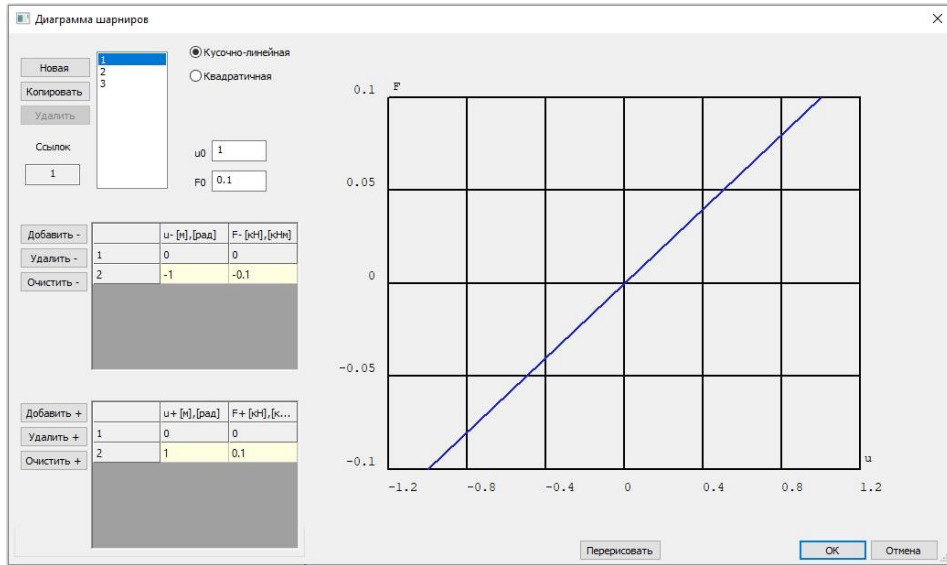 Диаграмма шарниров
Новая
Копировать
Удалить
Ссылок
1
1
2
3
Кусочно-линейная
Квадратичная
u0 1
F0 0.1
Добавить -
Удалить -
Очистить -
u- [м],[рад] F- [кН],[кНм]
1 0 0
2 -1 -0.1
Добавить +
Удалить +
Очистить +
u+ [м],[рад] F+ [кН],[к...
1 0 0
2 1 0.1
F
0.1
0.05
0
-0.05
-0.1
u
-1.2 -0.8 -0.4 0 0.4 0.8 1.2
Перерисовать
OK
Отмена